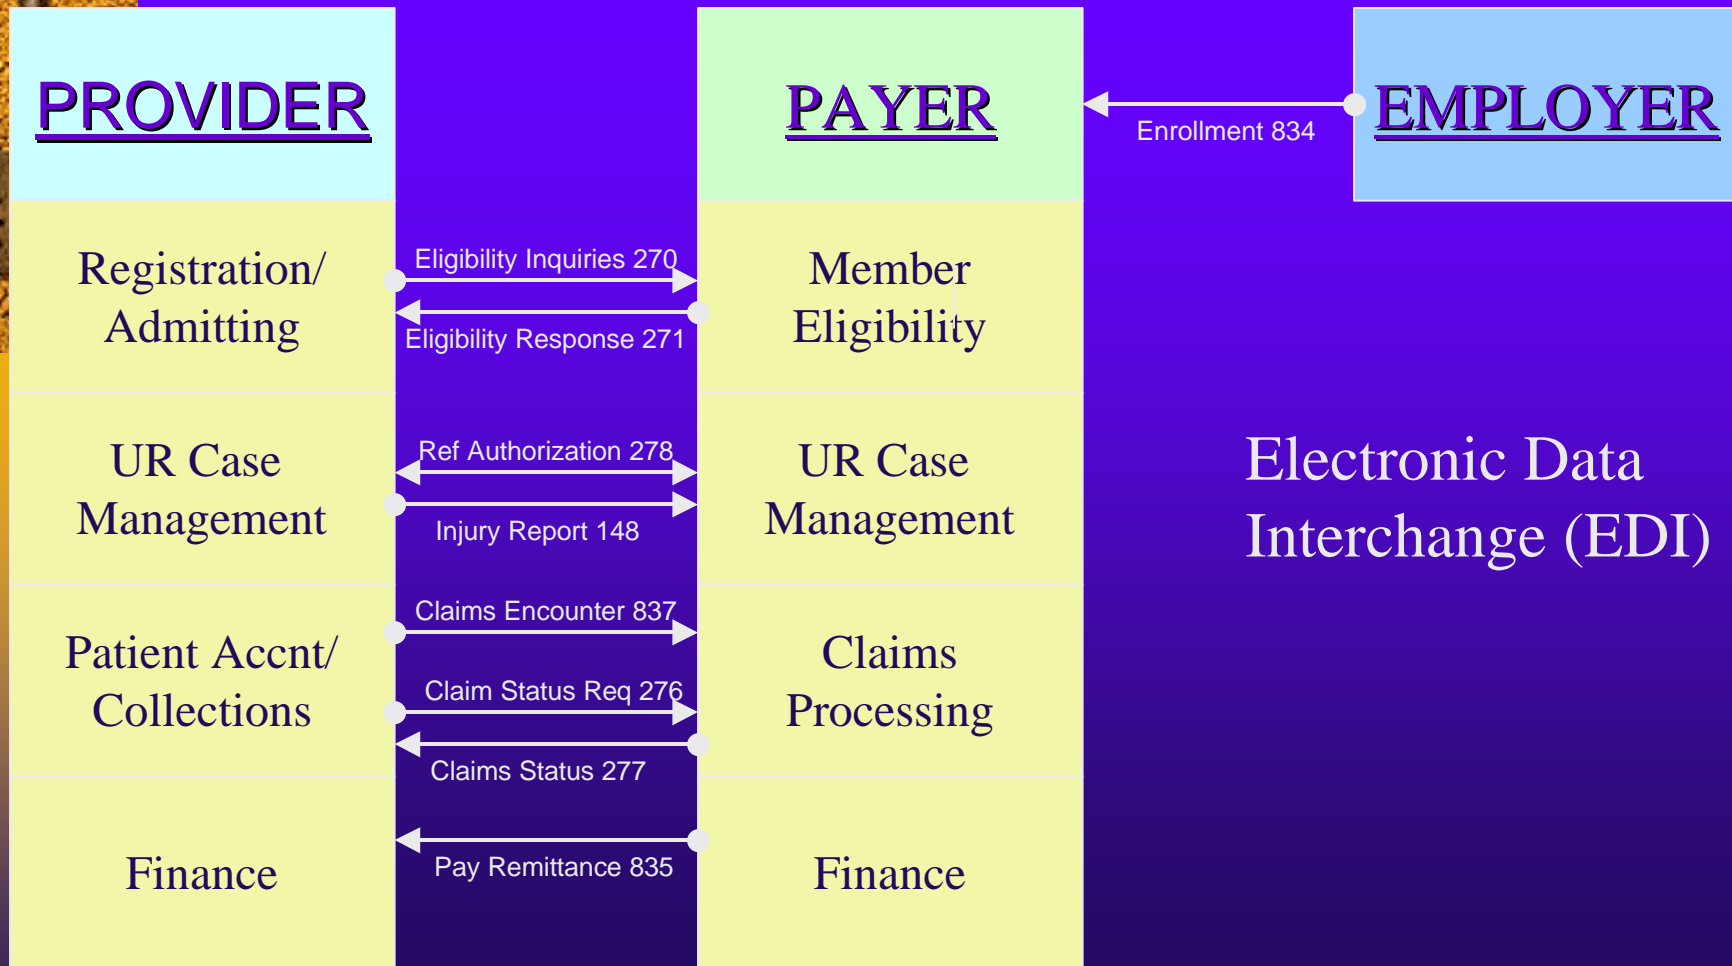 PROVIDER
PAYER
EMPLOYER
Enrollment 834
Registration/
Admitting
Eligibility Inquiries 270
Eligibility Response 271
Member
Eligibility
UR Case
Management
Ref Authorization 278
Injury Report 148
UR Case
Management
Electronic Data
Interchange (EDI)
Patient Accnt/
Collections
Claims Encounter 837
Claim Status Req 276
Claims Status 277
Claims
Processing
Finance
Pay Remittance 835
Finance